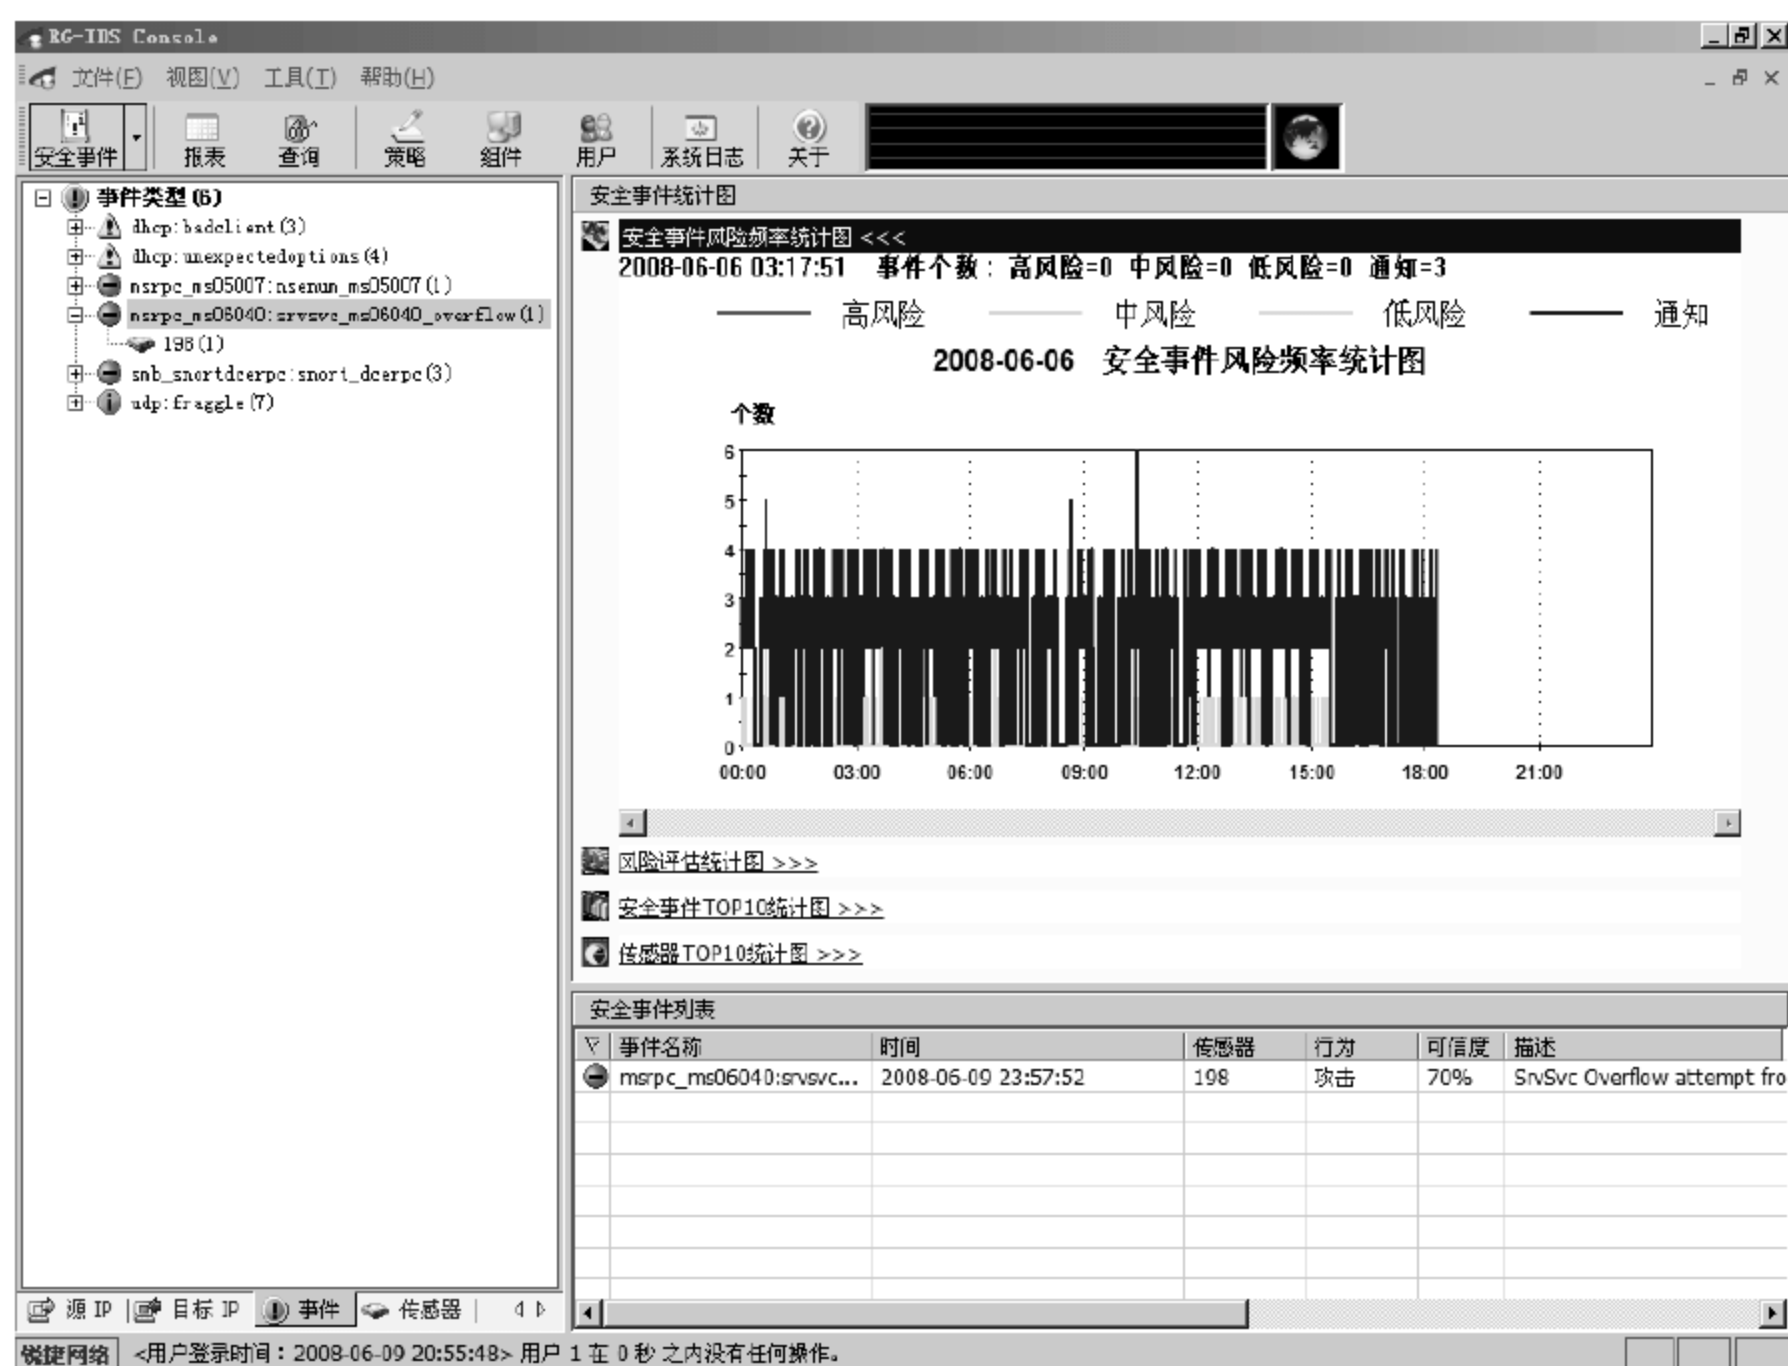 RG-IDS Console
文件(F) 视图(V) 工具(T) 帮助(H)
安全事件 报表 查询 策略 组件 用户 系统日志 关于
事件类型(6)
dhcp:badclient(3)
dhcp:unexpectedoptions(4)
msrpc_ms05007:nsenum_ms05007(1)
msrpc_ms06040:srvsvc_ms06040_overflow(1)
198(1)
smb_snortdcerpc:snort_dcerpc(3)
udp:fraggle(7)
源 IP 目标 IP 事件 传感器
安全事件统计图
安全事件风险频率统计图 <<<
2008-06-06 03:17:51 事件个数: 高风险=0 中风险=0 低风险=0 通知=3
高风险 中风险 低风险 通知
2008-06-06 安全事件风险频率统计图
个数
6
5
4
3
2
1
0
00:00 03:00 06:00 09:00 12:00 15:00 18:00 21:00
风险评估统计图 >>>
安全事件TOP10统计图 >>>
传感器TOP10统计图 >>>
安全事件列表
事件名称 时间 传感器 行为 可信度 描述
msrpc_ms06040:srvsvc... 2008-06-09 23:57:52 198 攻击 70% SrvSvc Overflow attempt fro
锐捷网络 <用户登录时间：2008-06-09 20:55:48> 用户 1 在 0 秒 之内没有任何操作。